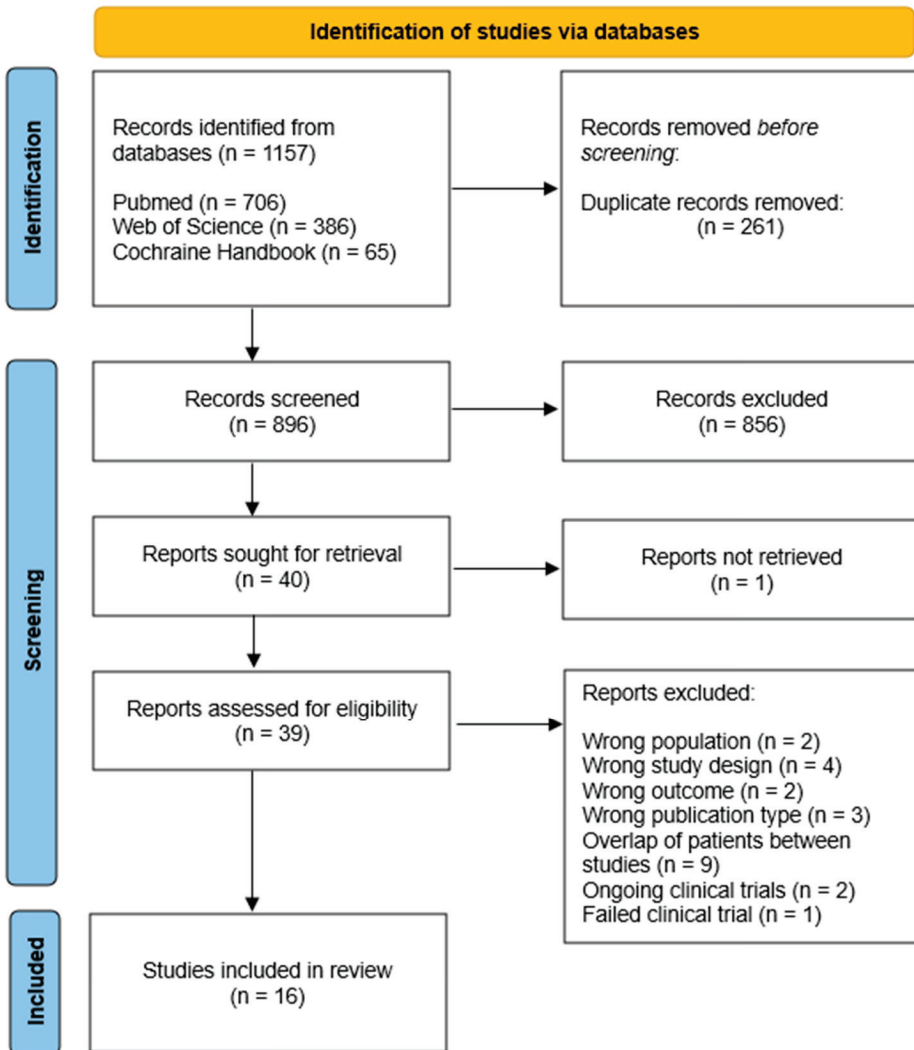 Identification of studies via databases
Identification
Records identified from
databases (n = 1157)
Pubmed (n = 706)
Web of Science (n = 386)
Cochraine Handbook (n = 65)
Records removed before
screening:
Duplicate records removed:
(n = 261)
Screening
Records screened
(n = 896)
Records excluded
(n = 856)
Reports sought for retrieval
(n = 40)
Reports not retrieved
(n = 1)
Reports assessed for eligibility
(n = 39)
Reports excluded:
Wrong population (n = 2)
Wrong study design (n = 4)
Wrong outcome (n = 2)
Wrong publication type (n = 3)
Overlap of patients between
studies (n = 9)
Ongoing clinical trials (n = 2)
Failed clinical trial (n = 1)
Included
Studies included in review
(n = 16)